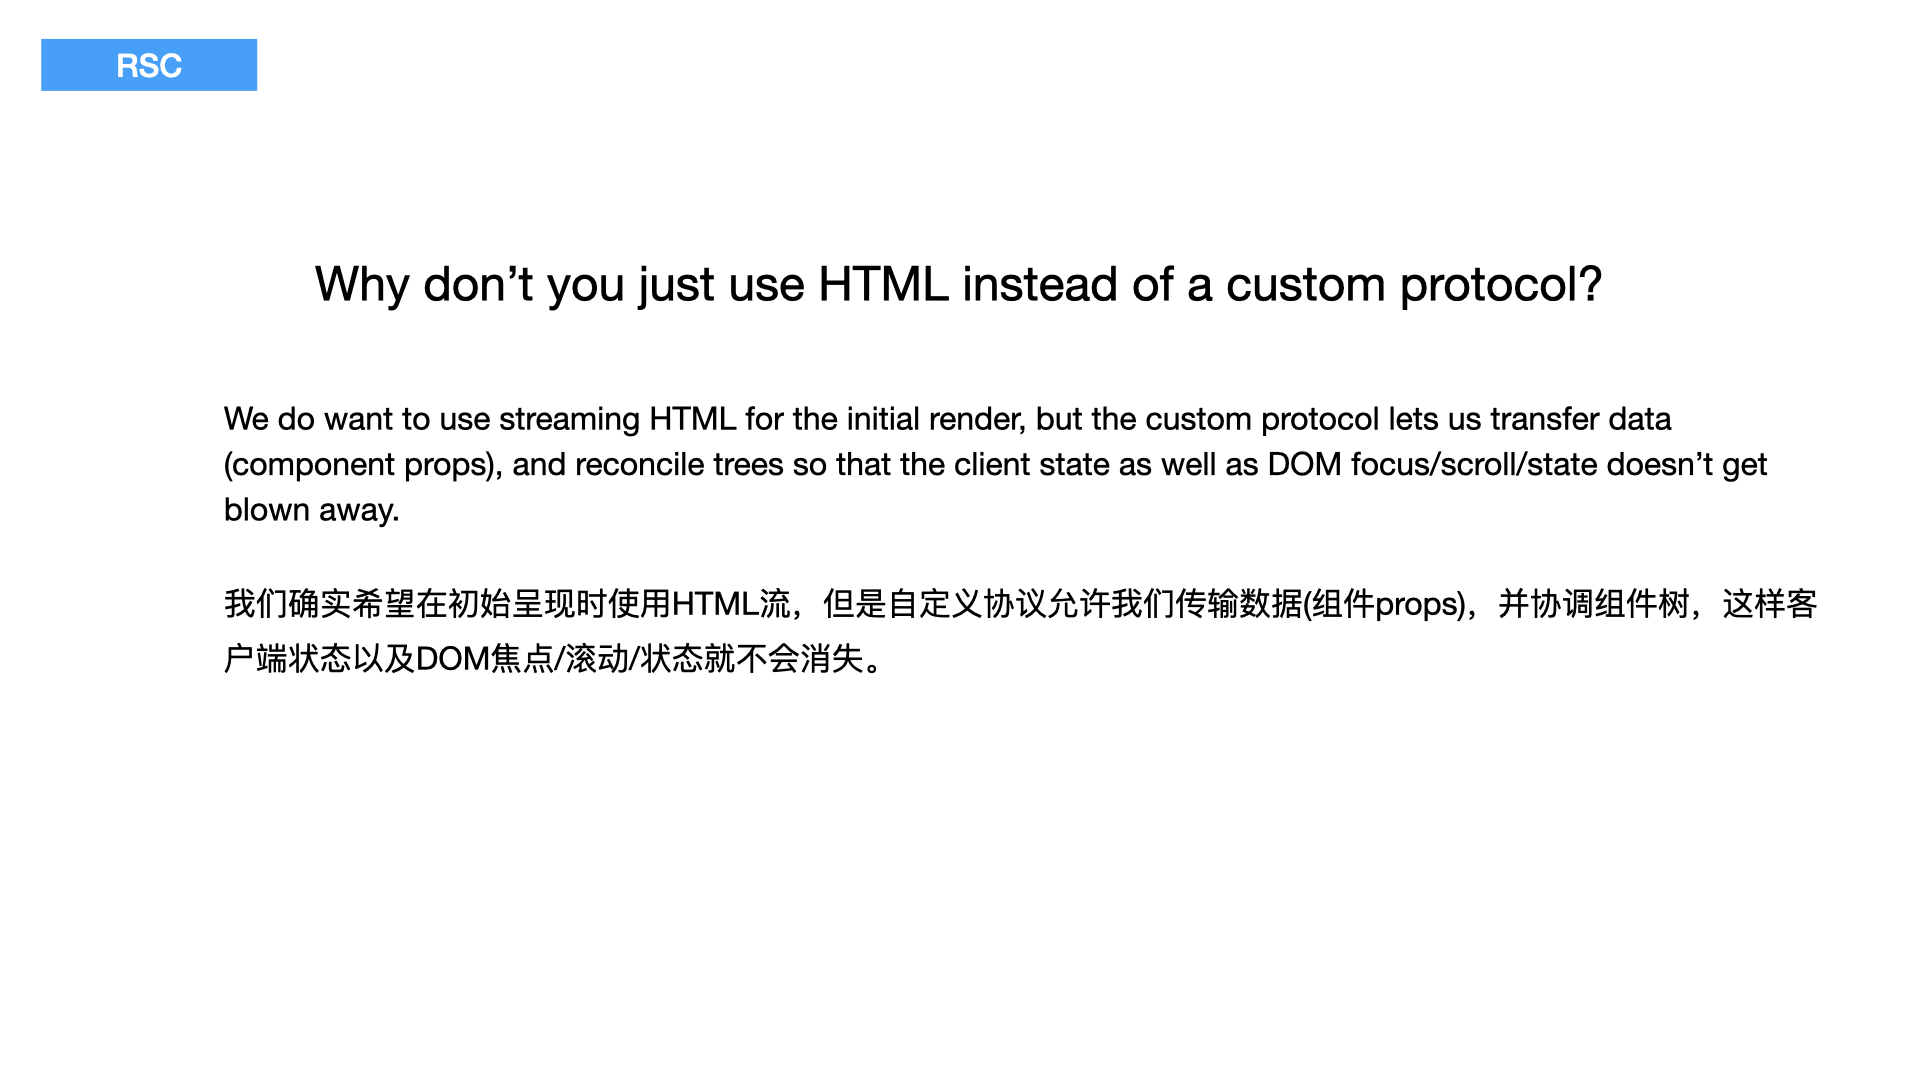 RSC
Why don’t you just use HTML instead of a custom protocol?
We do want to use streaming HTML for the initial render, but the custom protocol lets us transfer data
(component props), and reconcile trees so that the client state as well as DOM focus/scroll/state doesn’t get
blown away.
我们确实希望在初始呈现时使用HTML流，但是自定义协议允许我们传输数据(组件props)，并协调组件树，这样客
户端状态以及DOM焦点/滚动/状态就不会消失。